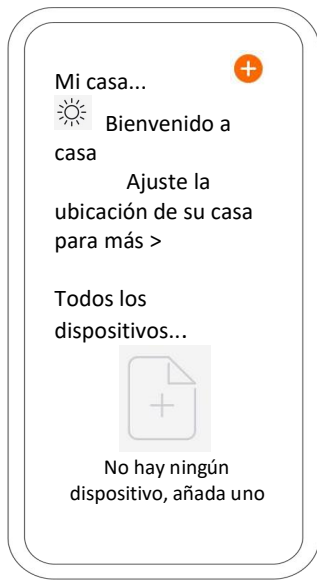 Mi casa...
Bienvenido a
casa
Ajuste la
ubicación de su casa
para más >
Todos los
dispositivos...
No hay ningún
dispositivo, añada uno